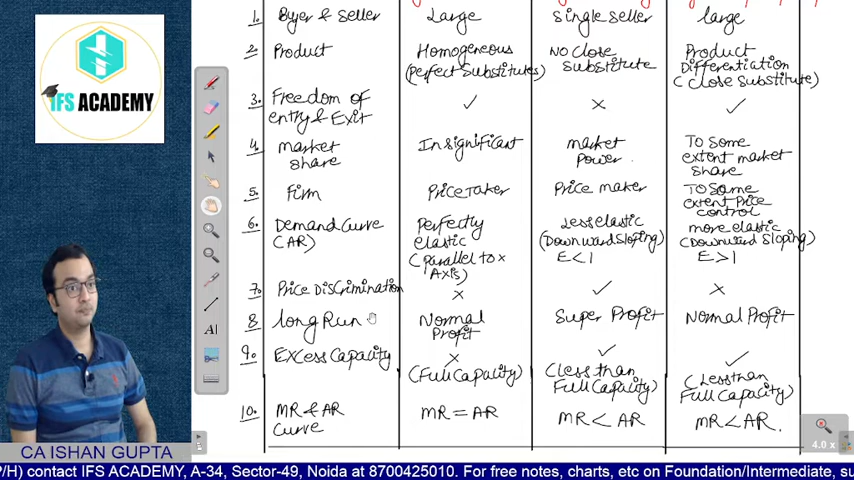 1. Byer & Seller Large Single seller large
2. Product Homogeneous (Perfect Substitutes) NO Close Substitute Product Differentiation (Close Substitute)
3. Freedom of entry & Exit ✓ × ✓
4. market share Insignificant market Power. To some extent market share
5. Firm Price Taker Price maker To Some extent Price control
6. Demand Curve (AR) Perfectly elastic (Parallel to x Axis) Less elastic (Downward Sloping) E < 1 more elastic (Downward Sloping) E > 1
7. Price Discrimination × ✓ ×
8 long Run Normal Profit Super Profit Normal Profit
9. Excess Capacity × (Full Capacity) ✓ (less than Full Capacity) ✓ (Less than Full Capacity)
10. MR & AR Curve MR = AR MR < AR MR < AR.
IFS ACADEMY
A
4.0 x
CA ISHAN GUPTA
P/H) contact IFS ACADEMY, A-34, Sector-49, Noida at 8700425010. For free notes, charts, etc on Foundation/Intermediate, su